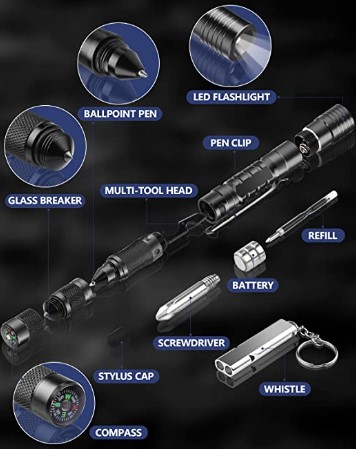 BALLPOINT PEN
LED FLASHLIGHT
PEN CLIP
GLASS BREAKER
MULTI-TOOL HEAD
REFILL
BATTERY
SCREWDRIVER
STYLUS CAP
WHISTLE
COMPASS